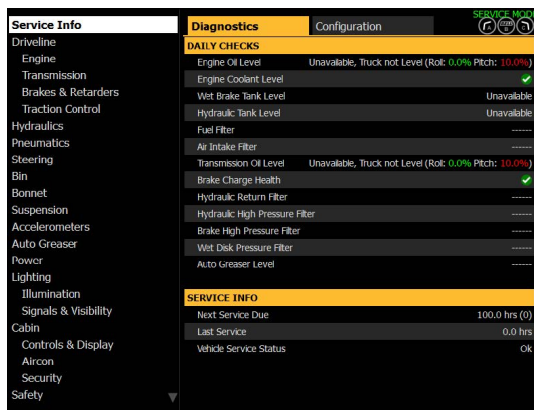 SERVICE MODE
Service Info
Diagnostics
Configuration
Driveline
Engine
Transmission
Brakes & Retarders
Traction Control
Hydraulics
Pneumatics
Steering
Bin
Bonnet
Suspension
Accelerometers
Auto Greaser
Power
Lighting
Illumination
Signals & Visibility
Cabin
Controls & Display
Aircon
Security
Safety
DAILY CHECKS
Engine Oil Level Unavailable, Truck not Level (Roll: 0.0% Pitch: 10.0%)
Engine Coolant Level
Wet Brake Tank Level Unavailable
Hydraulic Tank Level Unavailable
Fuel Filter ------
Air Intake Filter ------
Transmission Oil Level Unavailable, Truck not Level (Roll: 0.0% Pitch: 10.0%)
Brake Charge Health
Hydraulic Return Filter ------
Hydraulic High Pressure Filter ------
Brake High Pressure Filter ------
Wet Disk Pressure Filter ------
Auto Greaser Level ------
SERVICE INFO
Next Service Due 100.0 hrs (0)
Last Service 0.0 hrs
Vehicle Service Status Ok